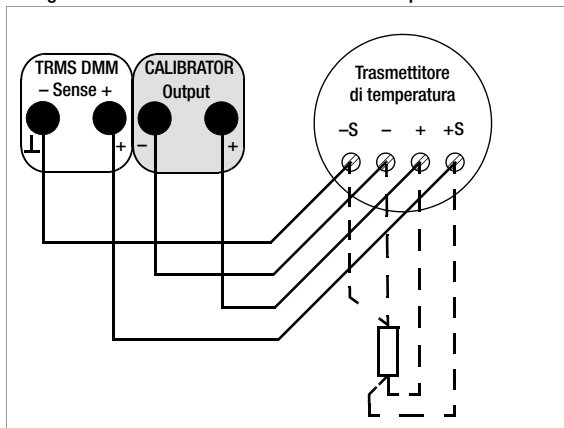 TRMS DMM
– Sense +
CALIBRATOR
Output
+
–
+
Trasmettitore
di temperatura
–S – + +S